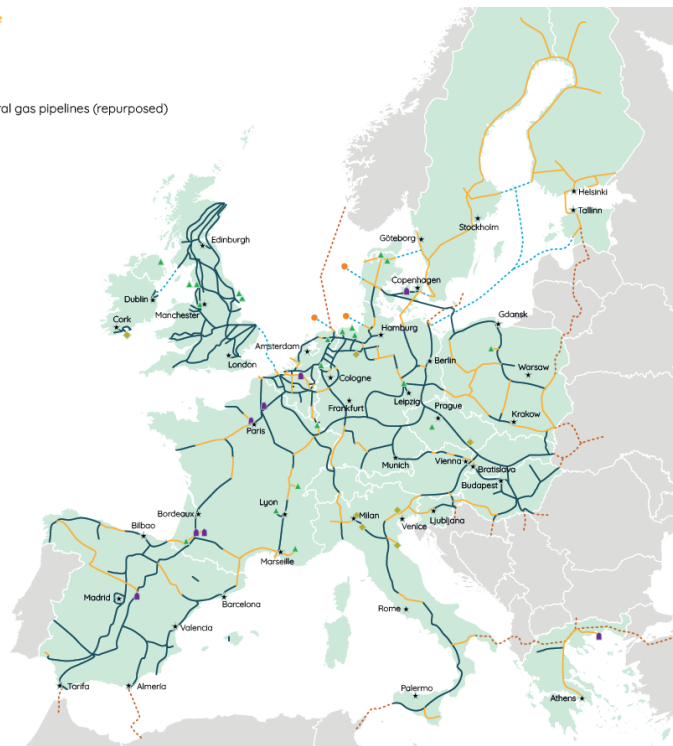 al gas pipelines (repurposed)
Helsinki
Tallinn
Stockholm
Göteborg
Edinburgh
Copenhagen
Dublin
Manchester
Cork
Gdansk
Hamburg
Amsterdam
London
Berlin
Warsaw
Cologne
Leipzig
Prague
Frankfurt
Krakow
Paris
Munich
Vienna
Bratislava
Budapest
Lyon
Bordeaux
Milan
Venice
Ljubljana
Bilbao
Marseille
Madrid
Barcelona
Rome
Valencia
Tarifa
Almería
Palermo
Athens